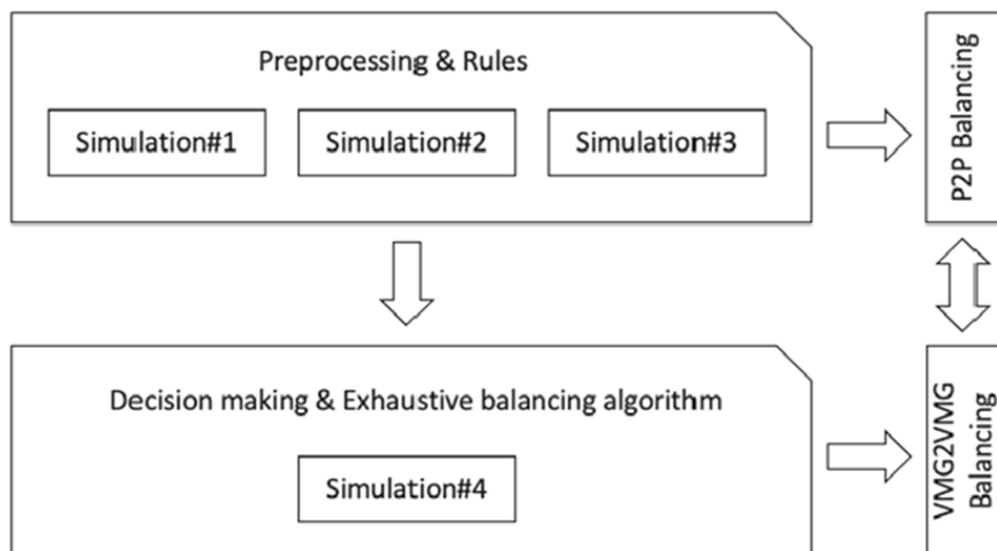 Preprocessing & Rules
Simulation#1
Simulation#2
Simulation#3
P2P Balancing
Decision making & Exhaustive balancing algorithm
Simulation#4
VMG2VMG
Balancing